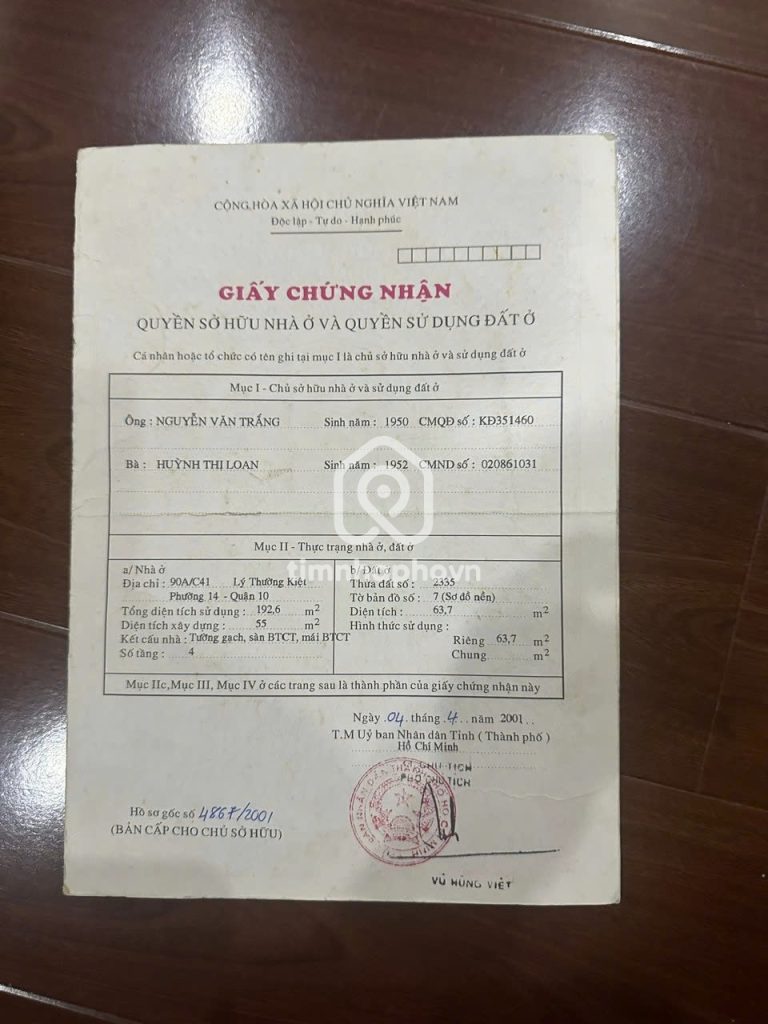 CỘNG HÒA XÃ HỘI CHỦ NGHĨA VIỆT NAM
Độc lập - Tự do - Hạnh phúc
GIẤY CHỨNG NHẬN
QUYỀN SỞ HỮU NHÀ Ở VÀ QUYỀN SỬ DỤNG ĐẤT Ở
Cá nhân hoặc tổ chức có tên ghi tại mục I là chủ sở hữu nhà ở và sử dụng đất ở
Mục I - Chủ sở hữu nhà ở và sử dụng đất ở
Ông : NGUYỄN VĂN TRẮNG Sinh năm : 1950 CMQĐ số : KĐ351460
Bà : HUỲNH THỊ LOAN Sinh năm : 1952 CMND số : 020861031
Mục II - Thực trạng nhà ở, đất ở
timnhaphovn
a/ Nhà ở
Địa chỉ : 90A/C41 Lý Thường Kiệt
Phường 14 - Quận 10
Tổng diện tích sử dụng : 192,6 m2
Diện tích xây dựng : 55 m2
Kết cấu nhà : Tường gạch, sàn BTCT, mái BTCT
Số tầng : 4
b/ Đất ở
Thửa đất số : 2335
Tờ bản đồ số : 7 (Sơ đồ nền)
Diện tích : 63,7 m2
Hình thức sử dụng :
Riêng 63,7 m2
Chung m2
Mục IIc,Mục III, Mục IV ở các trang sau là thành phần của giấy chứng nhận này
Ngày 04 tháng 4 năm 2001
T.M Uỷ ban Nhân dân Tỉnh ( Thành phố )
Hồ Chí Minh
KT. CHỦ TỊCH
PHÓ CHỦ TỊCH
Hồ sơ gốc số 4867/2001
(BẢN CẤP CHO CHỦ SỞ HỮU)
VŨ HÙNG VIỆT